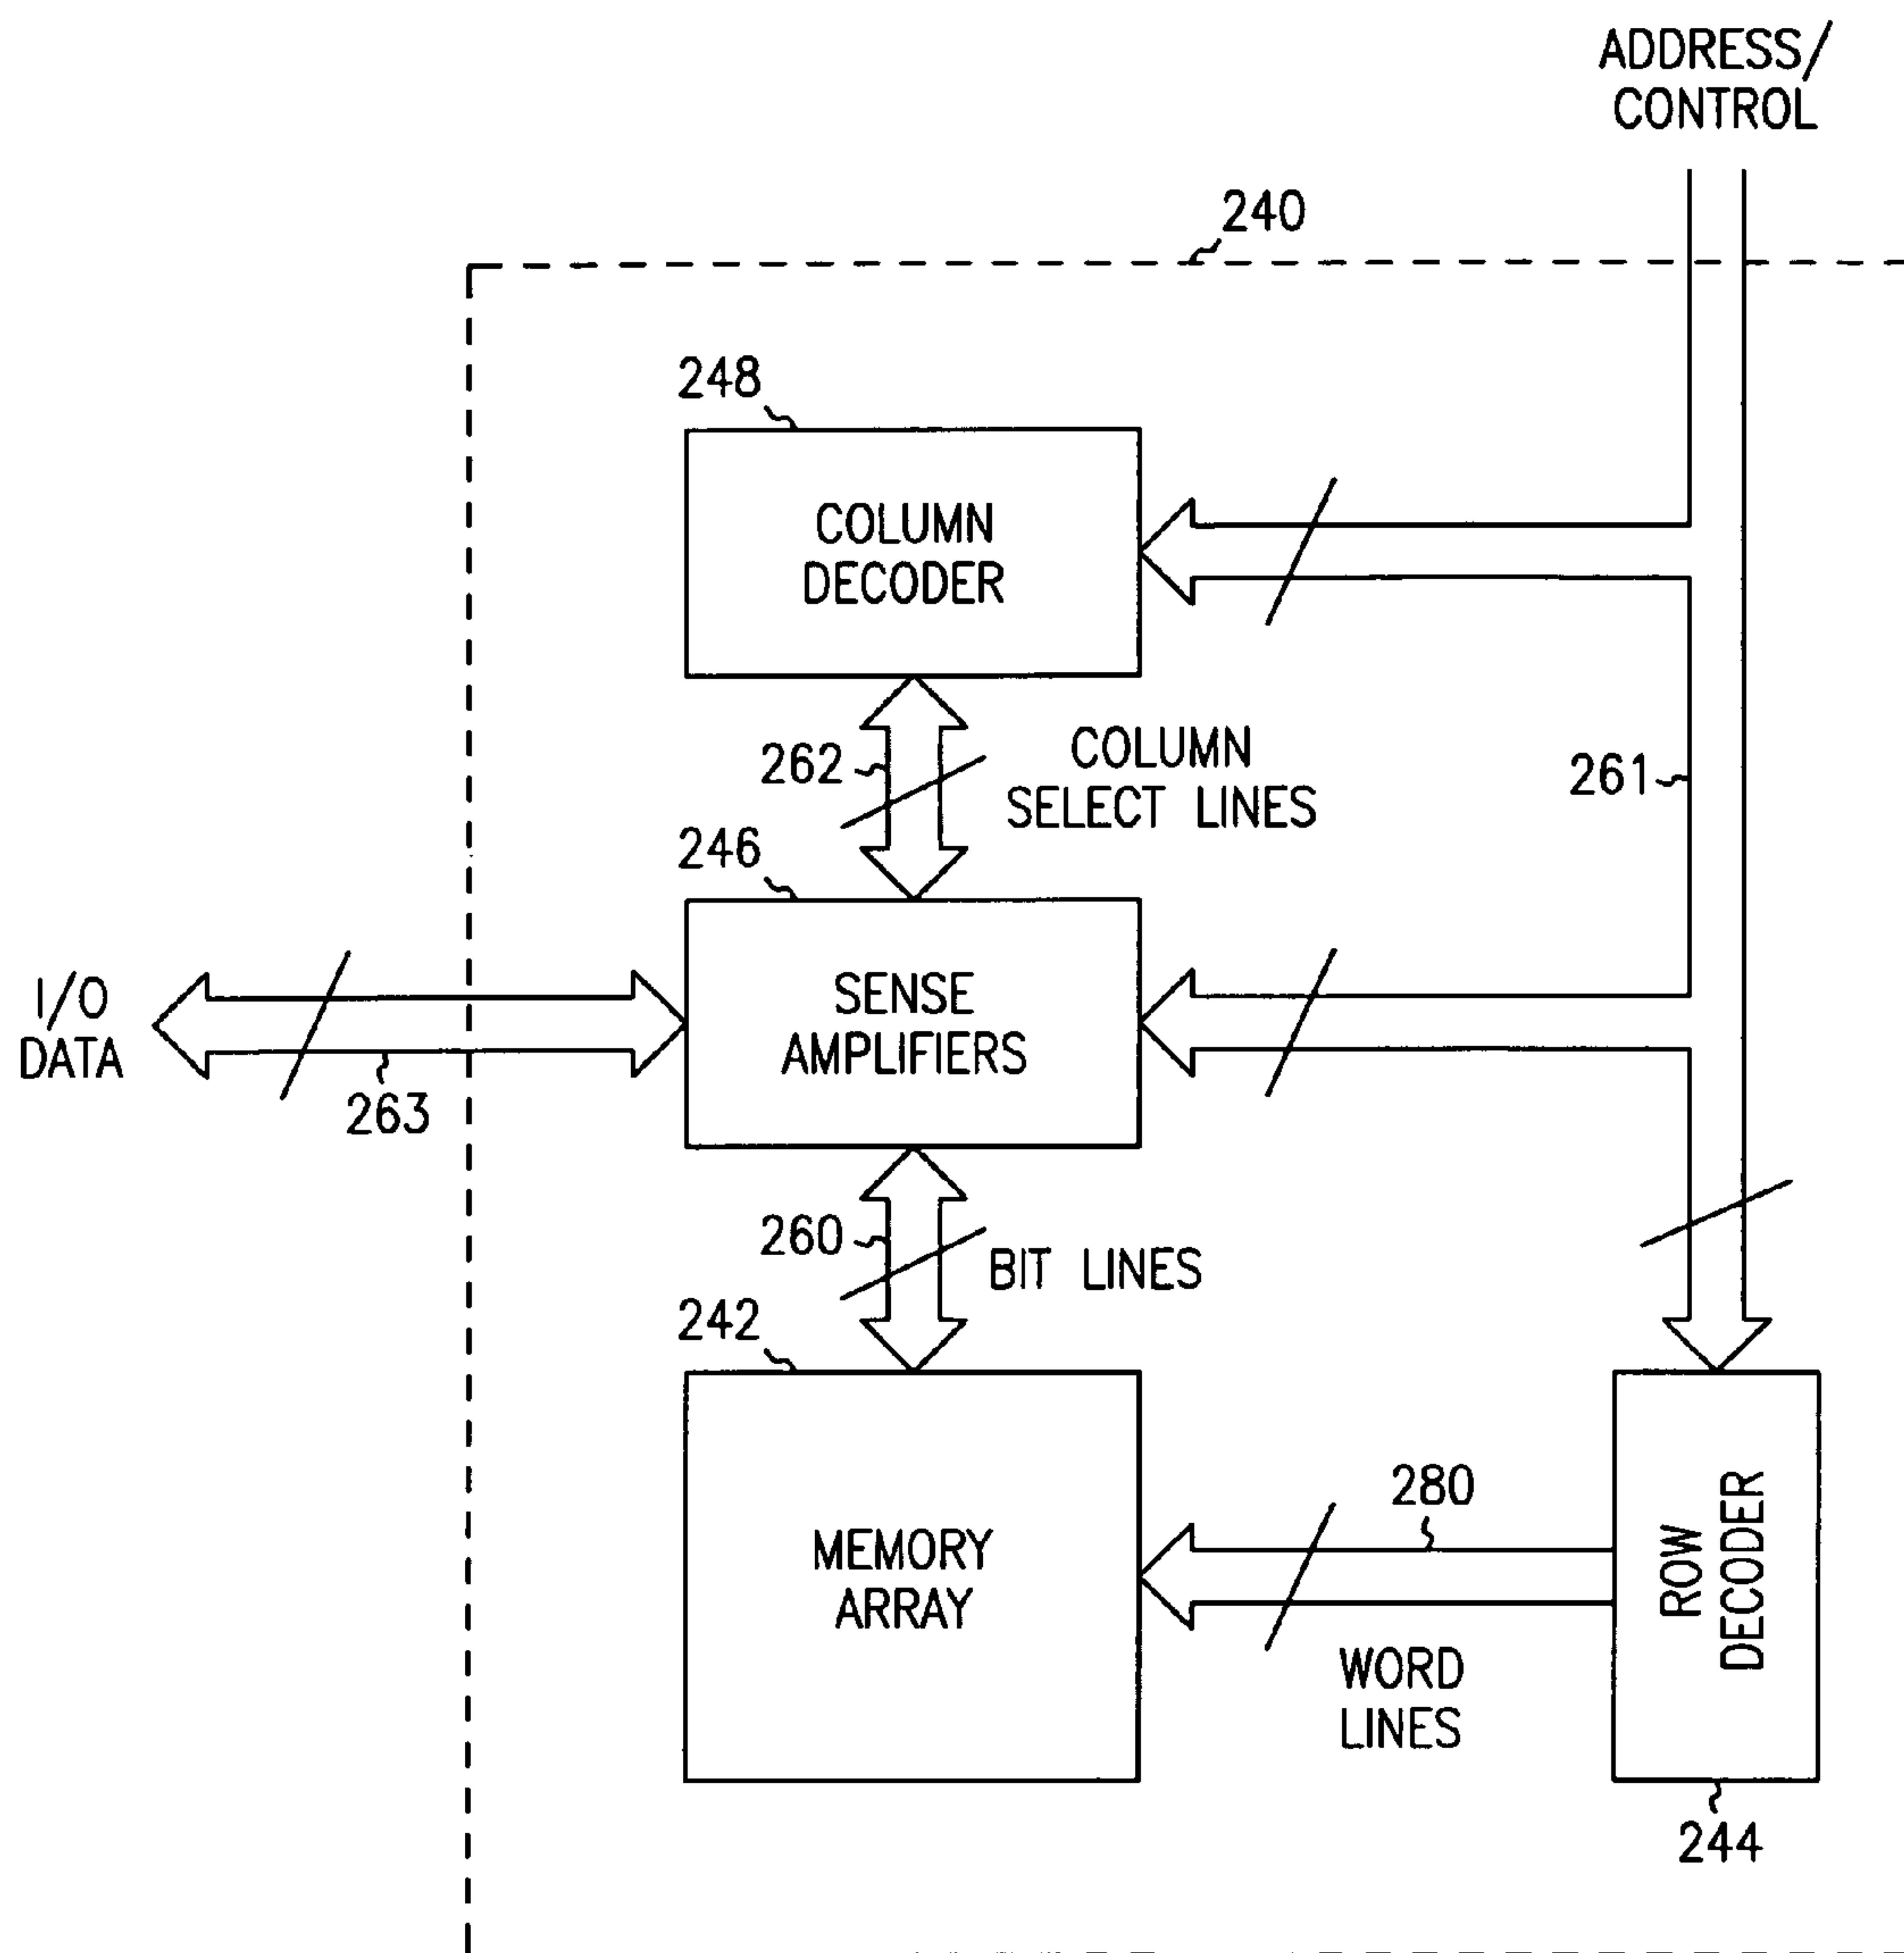 ADDRESS/
CONTROL
240
248
COLUMN
DECODER
262
COLUMN
SELECT LINES
261
246
I/O
DATA
SENSE
AMPLIFIERS
263
260
BIT LINES
242
MEMORY
ARRAY
280
WORD
LINES
ROW
DECODER
244